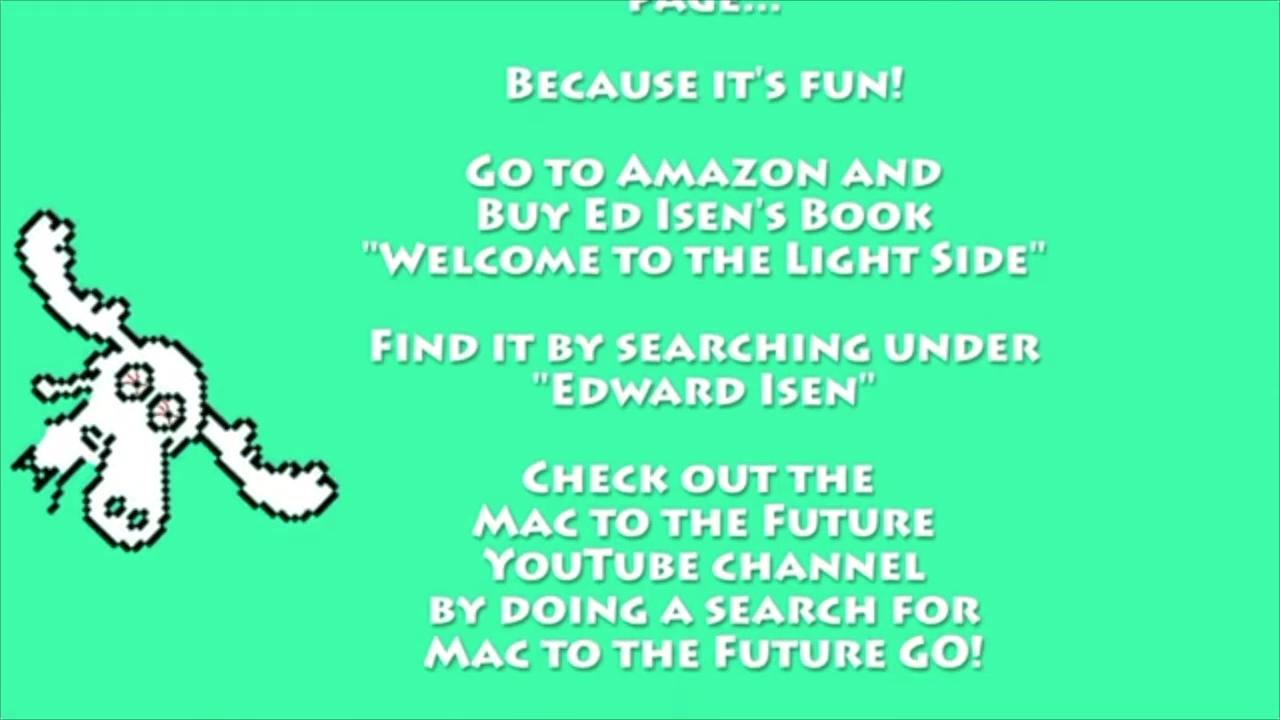 PAGE...
BECAUSE IT'S FUN!
GO TO AMAZON AND
BUY ED ISEN'S BOOK
"WELCOME TO THE LIGHT SIDE"
FIND IT BY SEARCHING UNDER
"EDWARD ISEN"
CHECK OUT THE
MAC TO THE FUTURE
YOUTUBE CHANNEL
BY DOING A SEARCH FOR
MAC TO THE FUTURE GO!